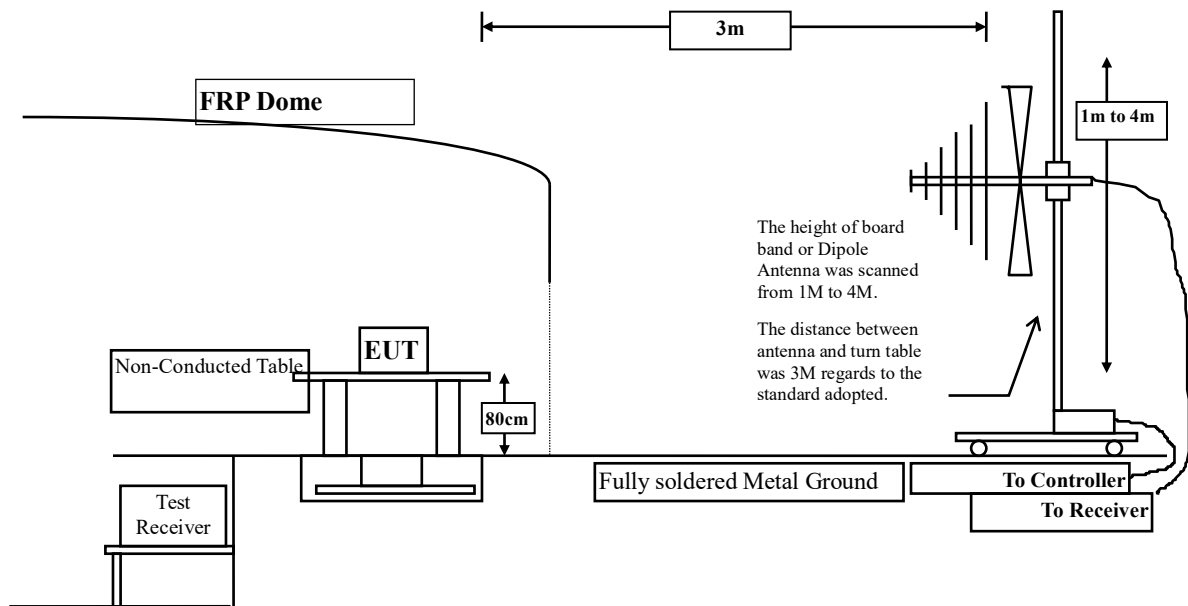 3m
FRP Dome
1m to 4m
The height of board
band or Dipole
Antenna was scanned
from 1M to 4M.
The distance between
antenna and turn table
was 3M regards to the
standard adopted.
EUT
Non-Conducted Table
80cm
Fully soldered Metal Ground
To Controller
To Receiver
Test
Receiver